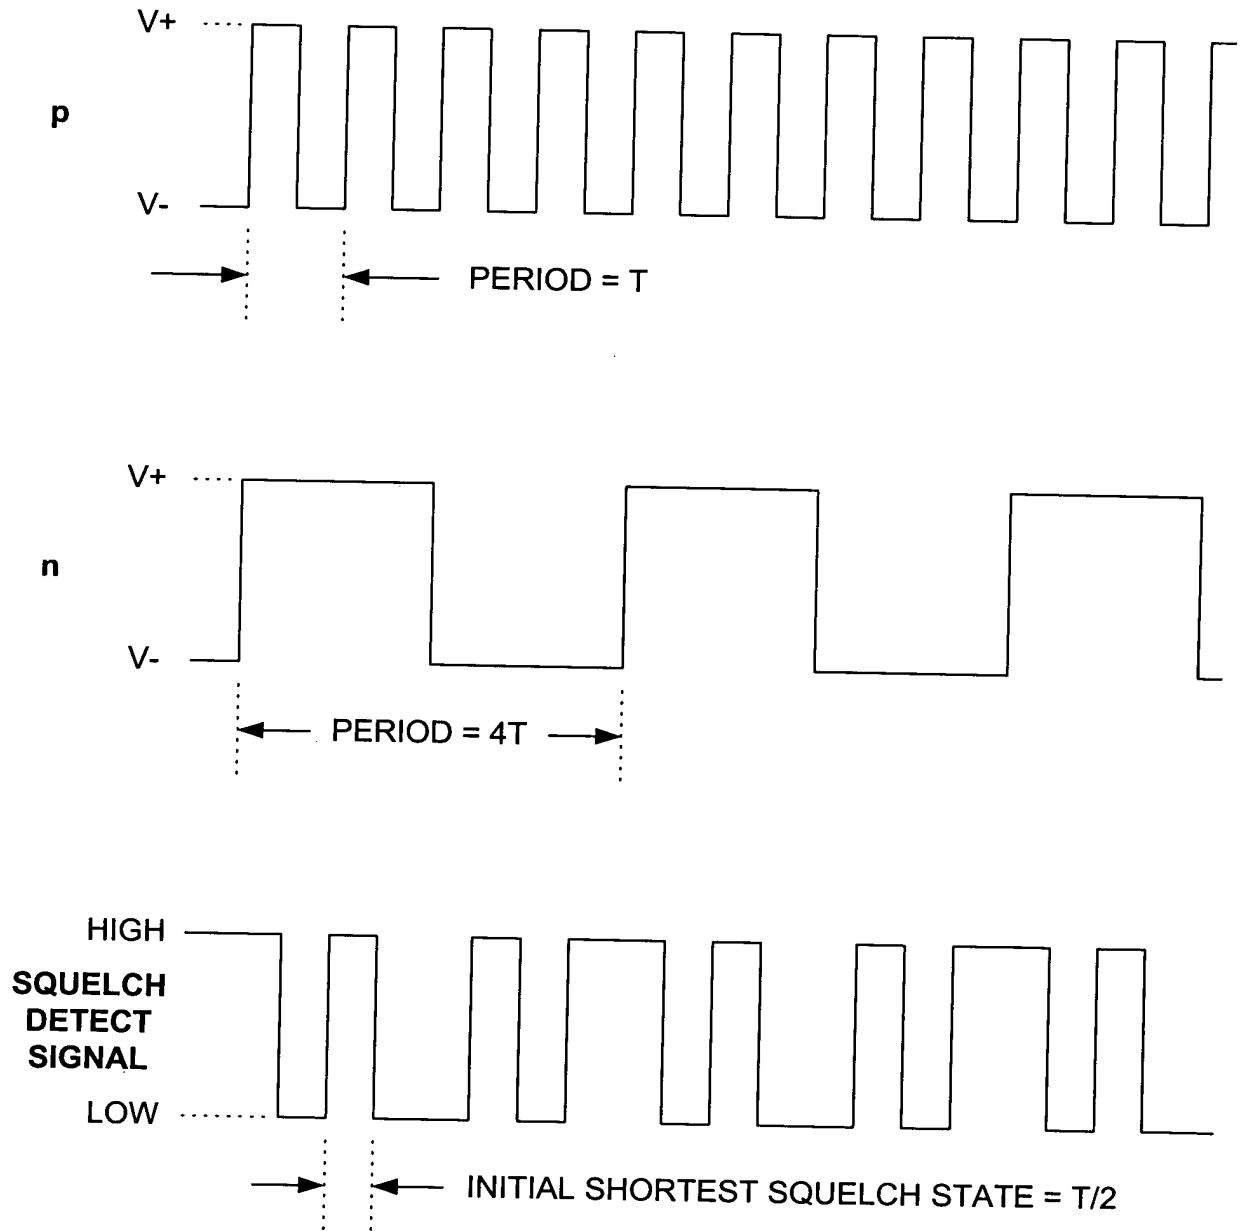 V+
p
V-
PERIOD = T
V+
n
V-
PERIOD = 4T
HIGH
SQUELCH
DETECT
SIGNAL
LOW
INITIAL SHORTEST SQUELCH STATE = T/2